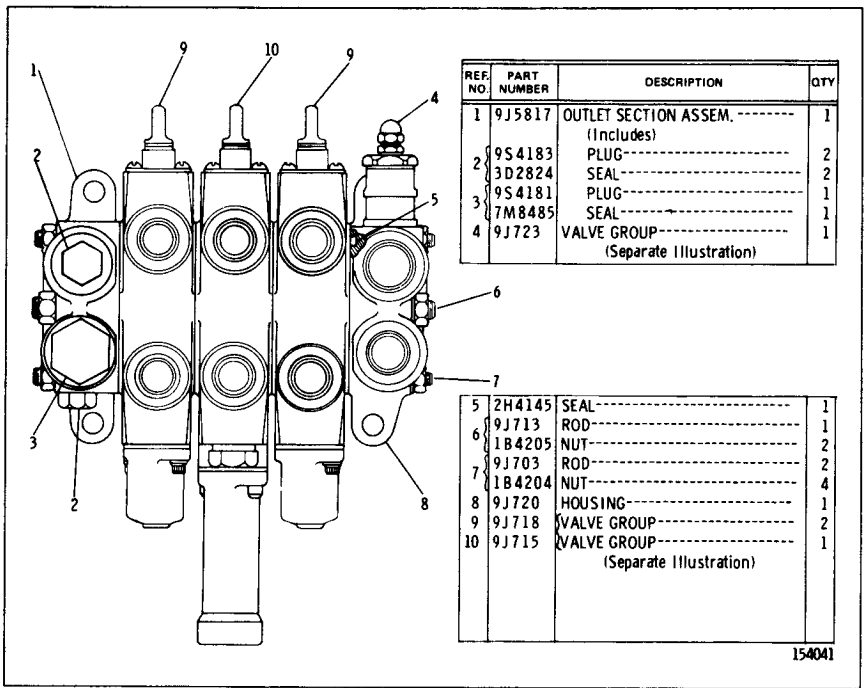 9
10
9
1
4
2
5
6
7
3
2
8
REF. NO. PART NUMBER DESCRIPTION QTY
1 9J5817 OUTLET SECTION ASSEM. 1
(Includes)
2 9S4183 PLUG 2
3D2824 SEAL 2
3 9S4181 PLUG 1
7M8485 SEAL 1
4 9J723 VALVE GROUP 1
(Separate Illustration)
5 2H4145 SEAL 1
6 9J713 ROD 1
1B4205 NUT 2
7 9J703 ROD 2
1B4204 NUT 4
8 9J720 HOUSING 1
9 9J718 VALVE GROUP 2
10 9J715 VALVE GROUP 1
(Separate Illustration)
154041